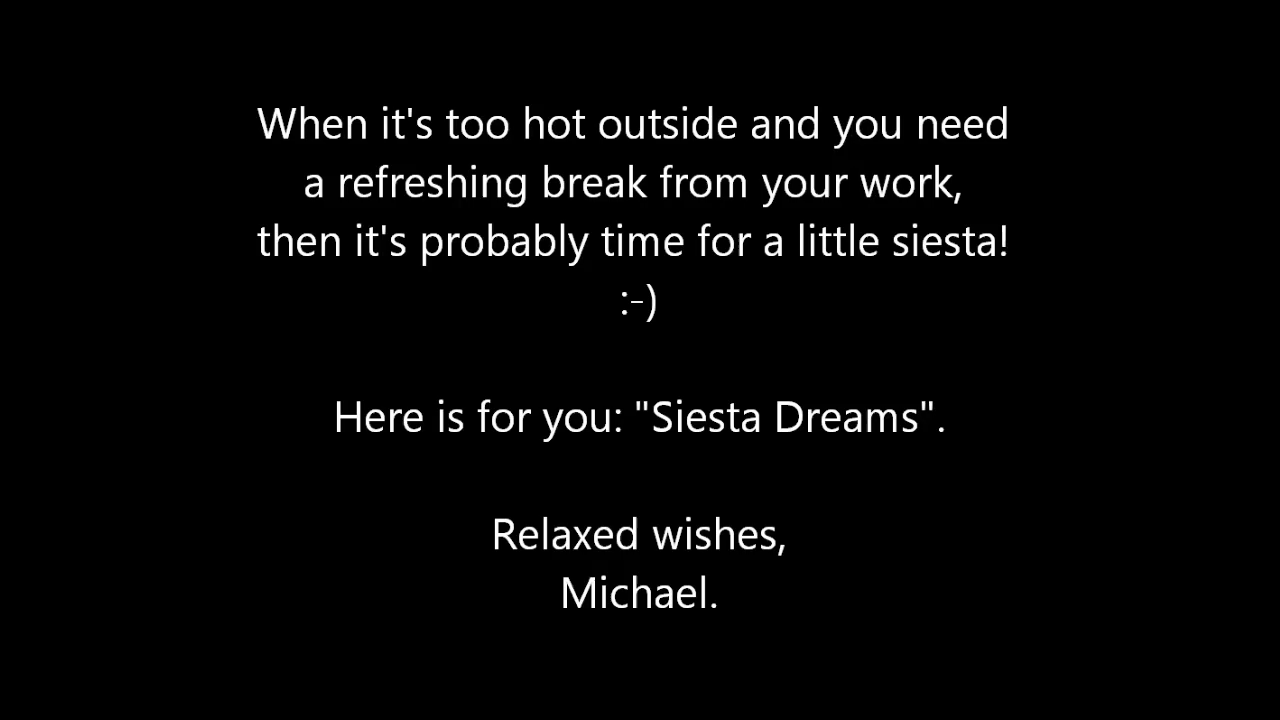 When it's too hot outside and you need
a refreshing break from your work,
then it's probably time for a little siesta!
:-)
Here is for you: "Siesta Dreams".
Relaxed wishes,
Michael.